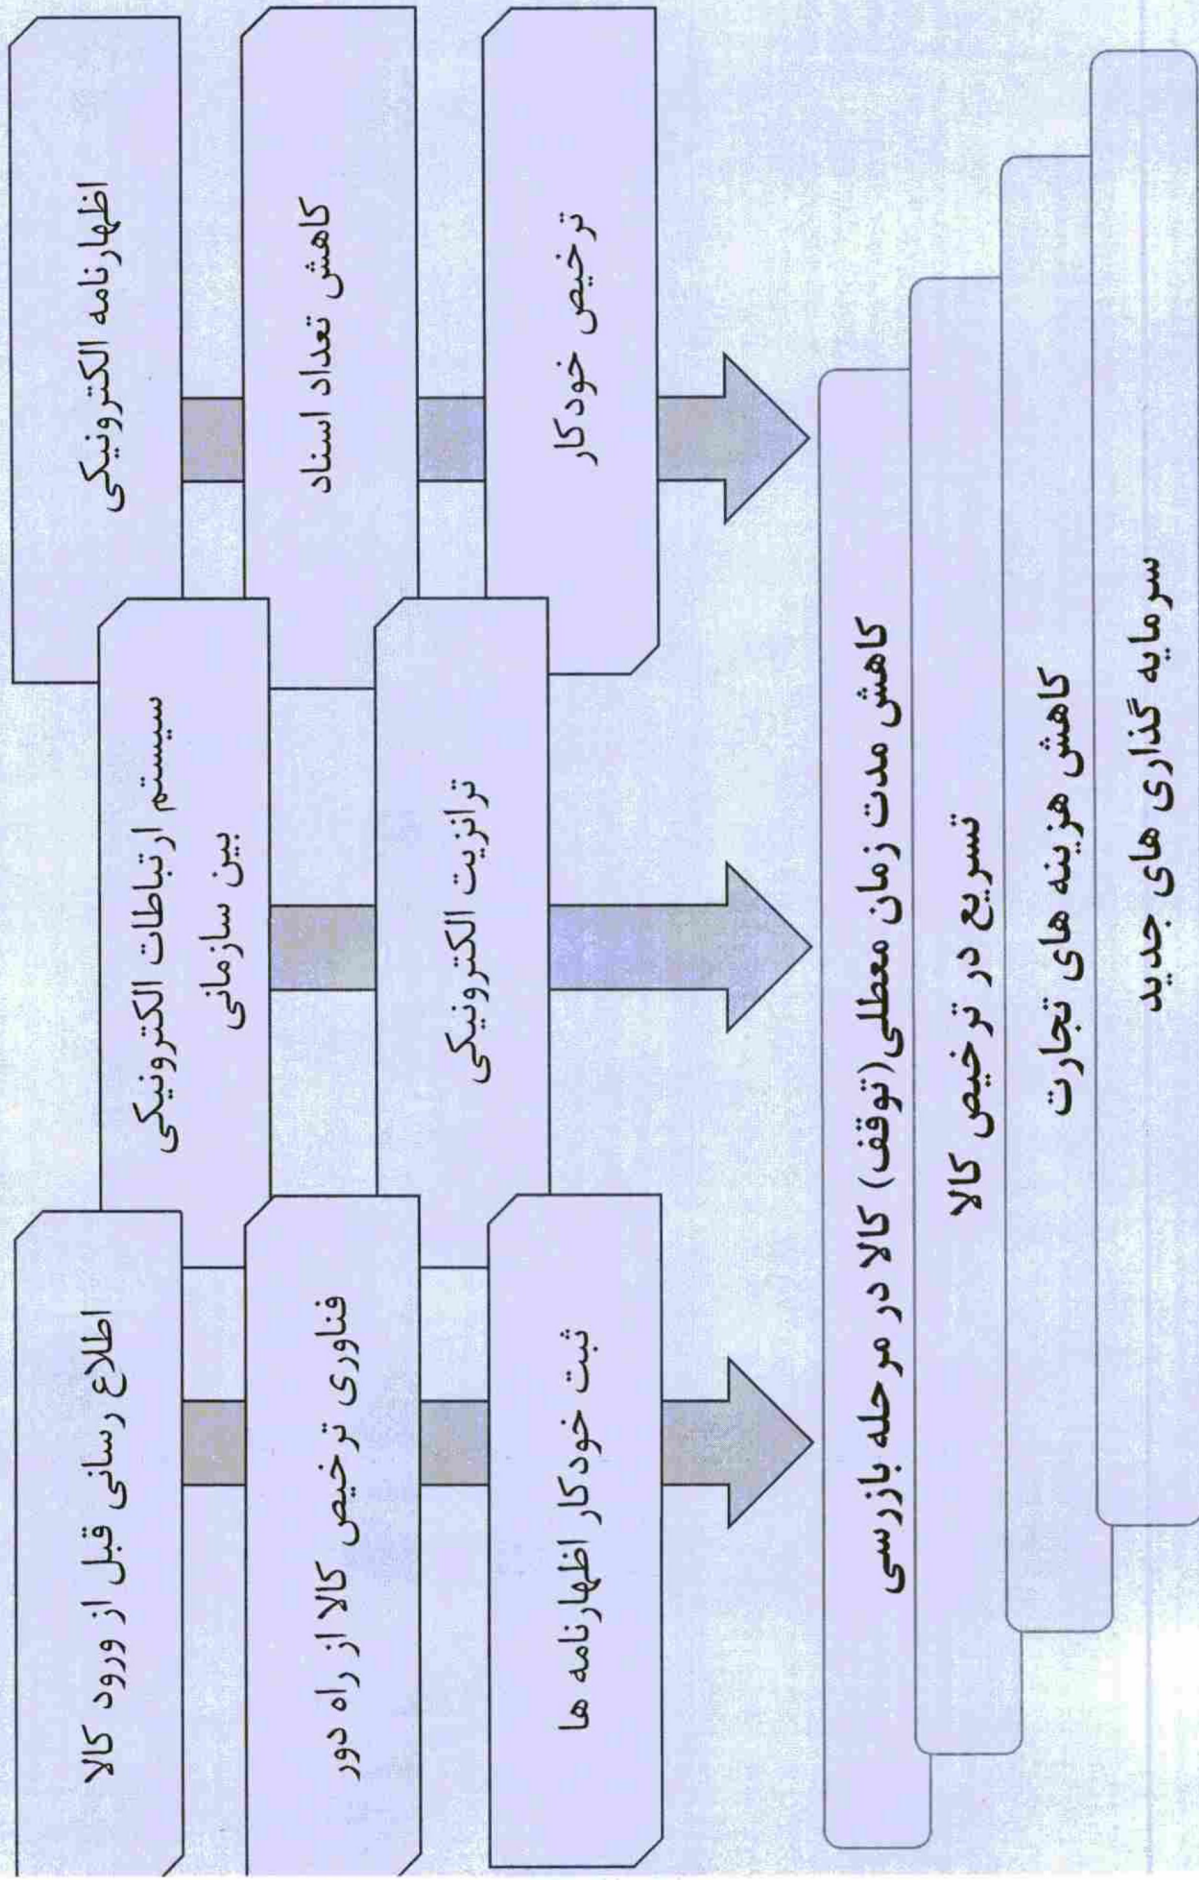 اظهارنامه الکترونیکی
اطلاع رسانی قبل از ورود کالا
سیستم ارتباطات الکترونیکی
بین سازمانی
کاهش تعداد اسناد
فناوری ترخیص کالا از راه دور
ترانزیت الکترونیکی
ترخیص خودکار
ثبت خودکار اظهارنامه ها
کاهش مدت زمان معطلی(توقف) کالا در مرحله بازرسی
تسریع در ترخیص کالا
کاهش هزینه های تجارت
سرمایه گذاری های جدید